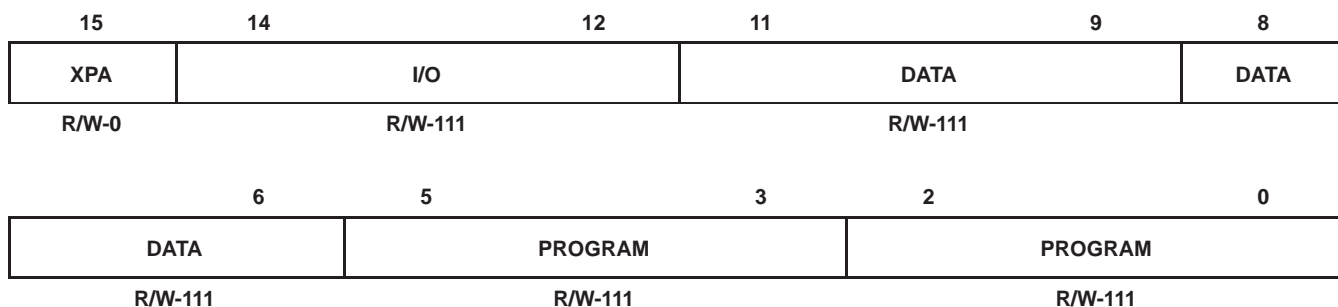 15 14 12 11 9 8
XPA I/O DATA DATA
R/W-0 R/W-111 R/W-111
6 5 3 2 0
DATA PROGRAM PROGRAM
R/W-111 R/W-111 R/W-111